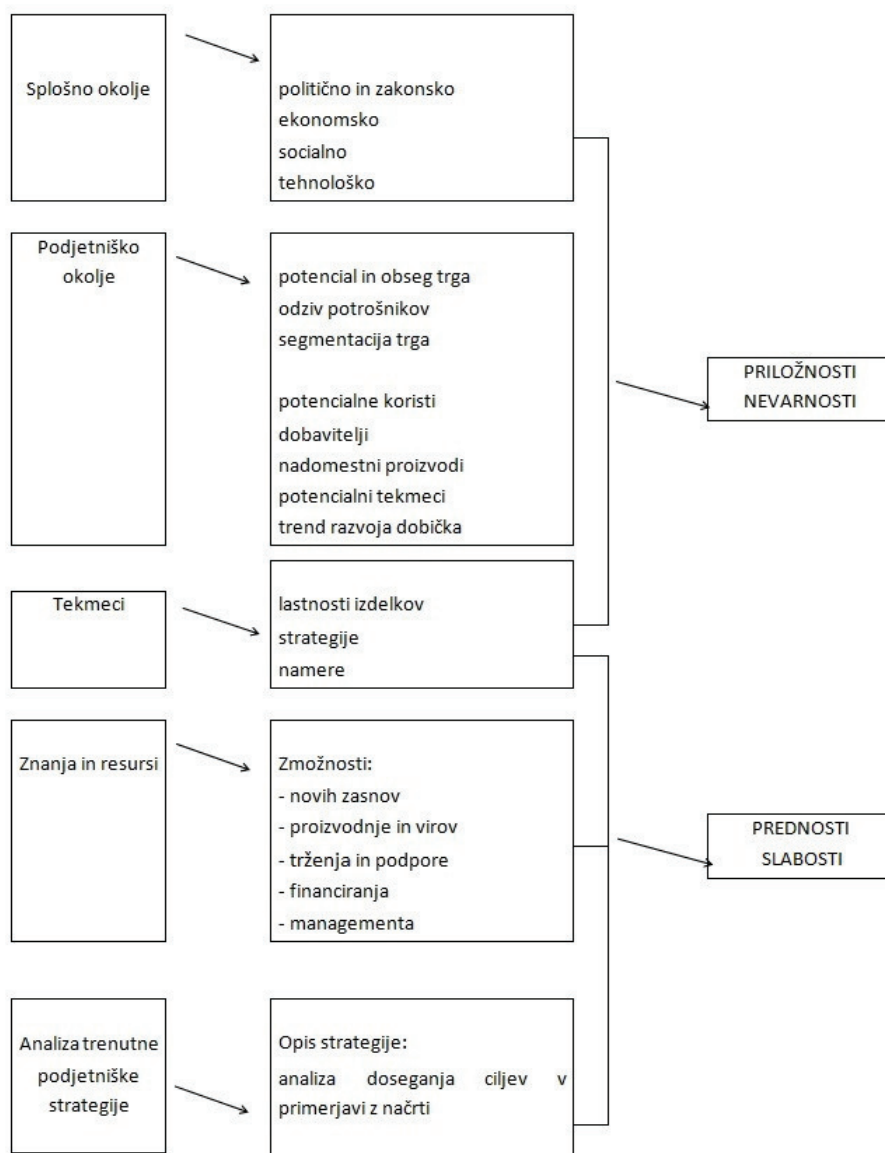 Splošno okolje
politično in zakonsko
ekonomsko
socialno
tehnološko
Podjetniško
okolje
potencial in obseg trga
odziv potrošnikov
segmentacija trga
potencialne koristi
dobavitelji
nadomestni proizvodi
potencialni tekmeci
trend razvoja dobička
PRILOŽNOSTI
NEVARNOSTI
Tekmeci
lastnosti izdelkov
strategije
namere
Znanja in resursi
Zmožnosti:
- novih zasnov
- proizvodnje in virov
- trženja in podpore
- financiranja
- managementa
PREDNOSTI
SLABOSTI
Analiza trenutne
podjetniške
strategije
Opis strategije:
analiza doseganja ciljev v
primerjavi z načrti